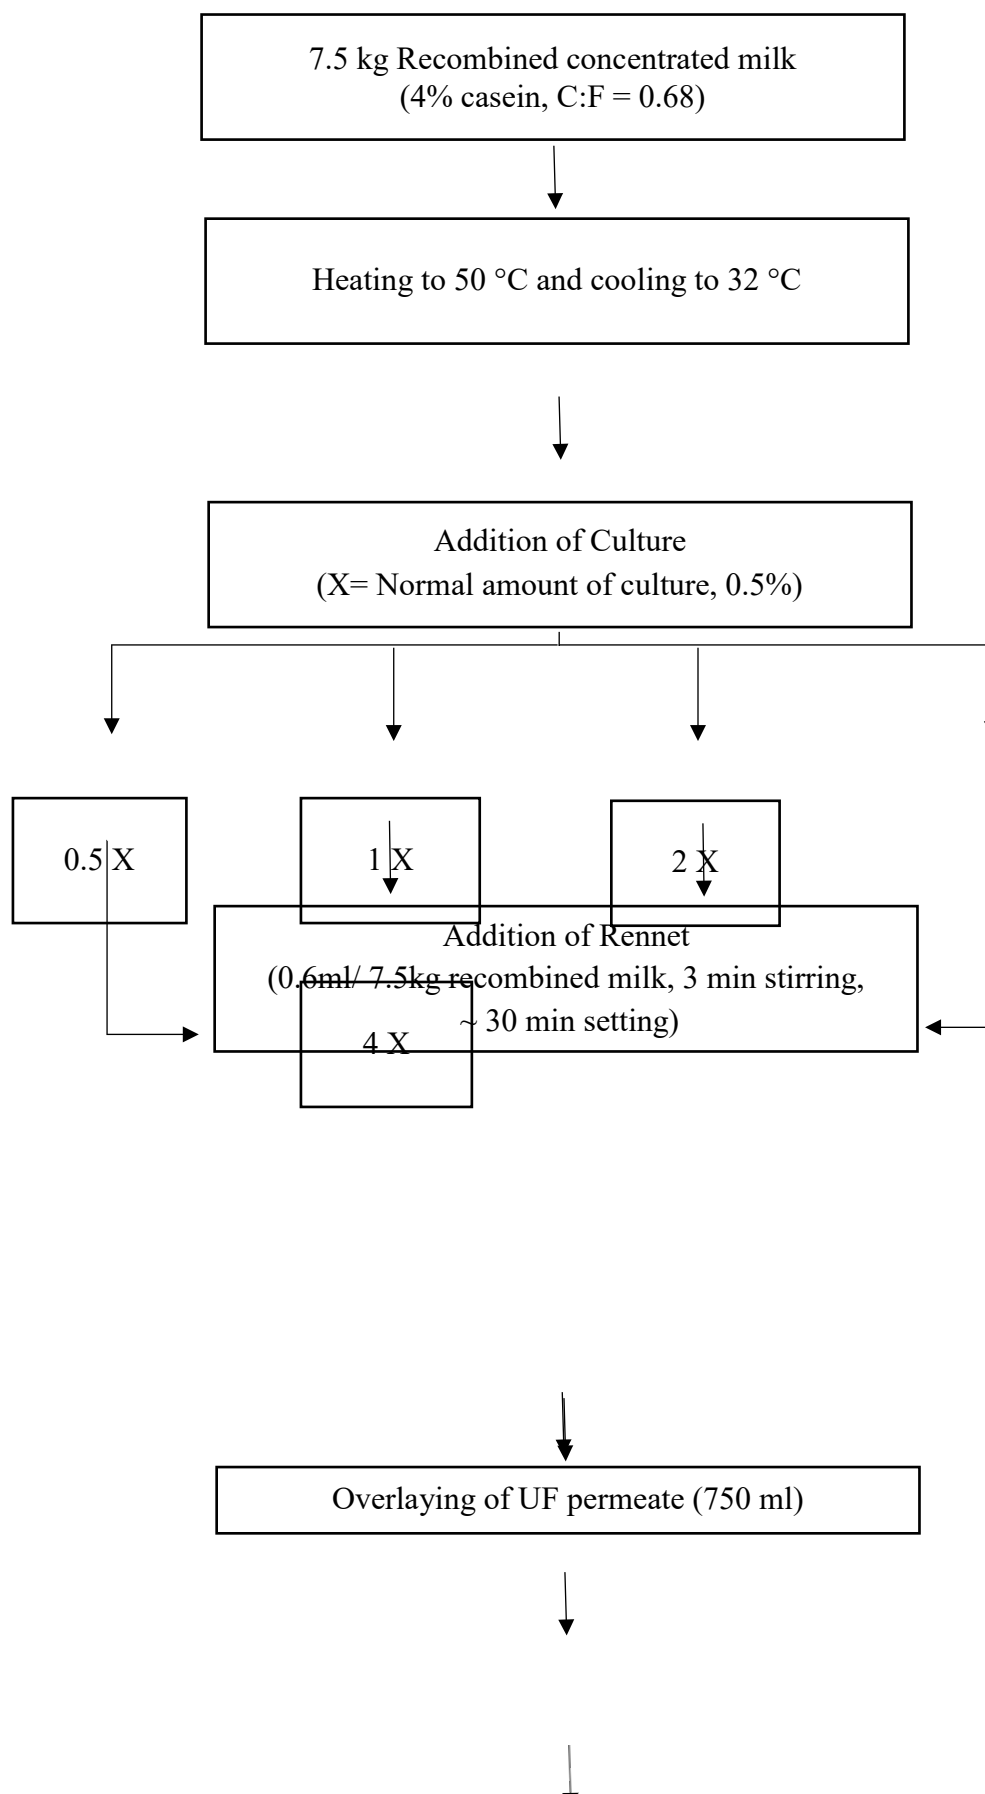 7.5 kg Recombined concentrated milk
(4% casein, C:F = 0.68)
Heating to 50 °C and cooling to 32 °C
Addition of Culture
(X= Normal amount of culture, 0.5%)
0.5 X
1 X
2 X
Addition of Rennet
(0.6ml/ 7.5kg recombined milk, 3 min stirring,
~ 30 min setting)
4 X
Overlaying of UF permeate (750 ml)